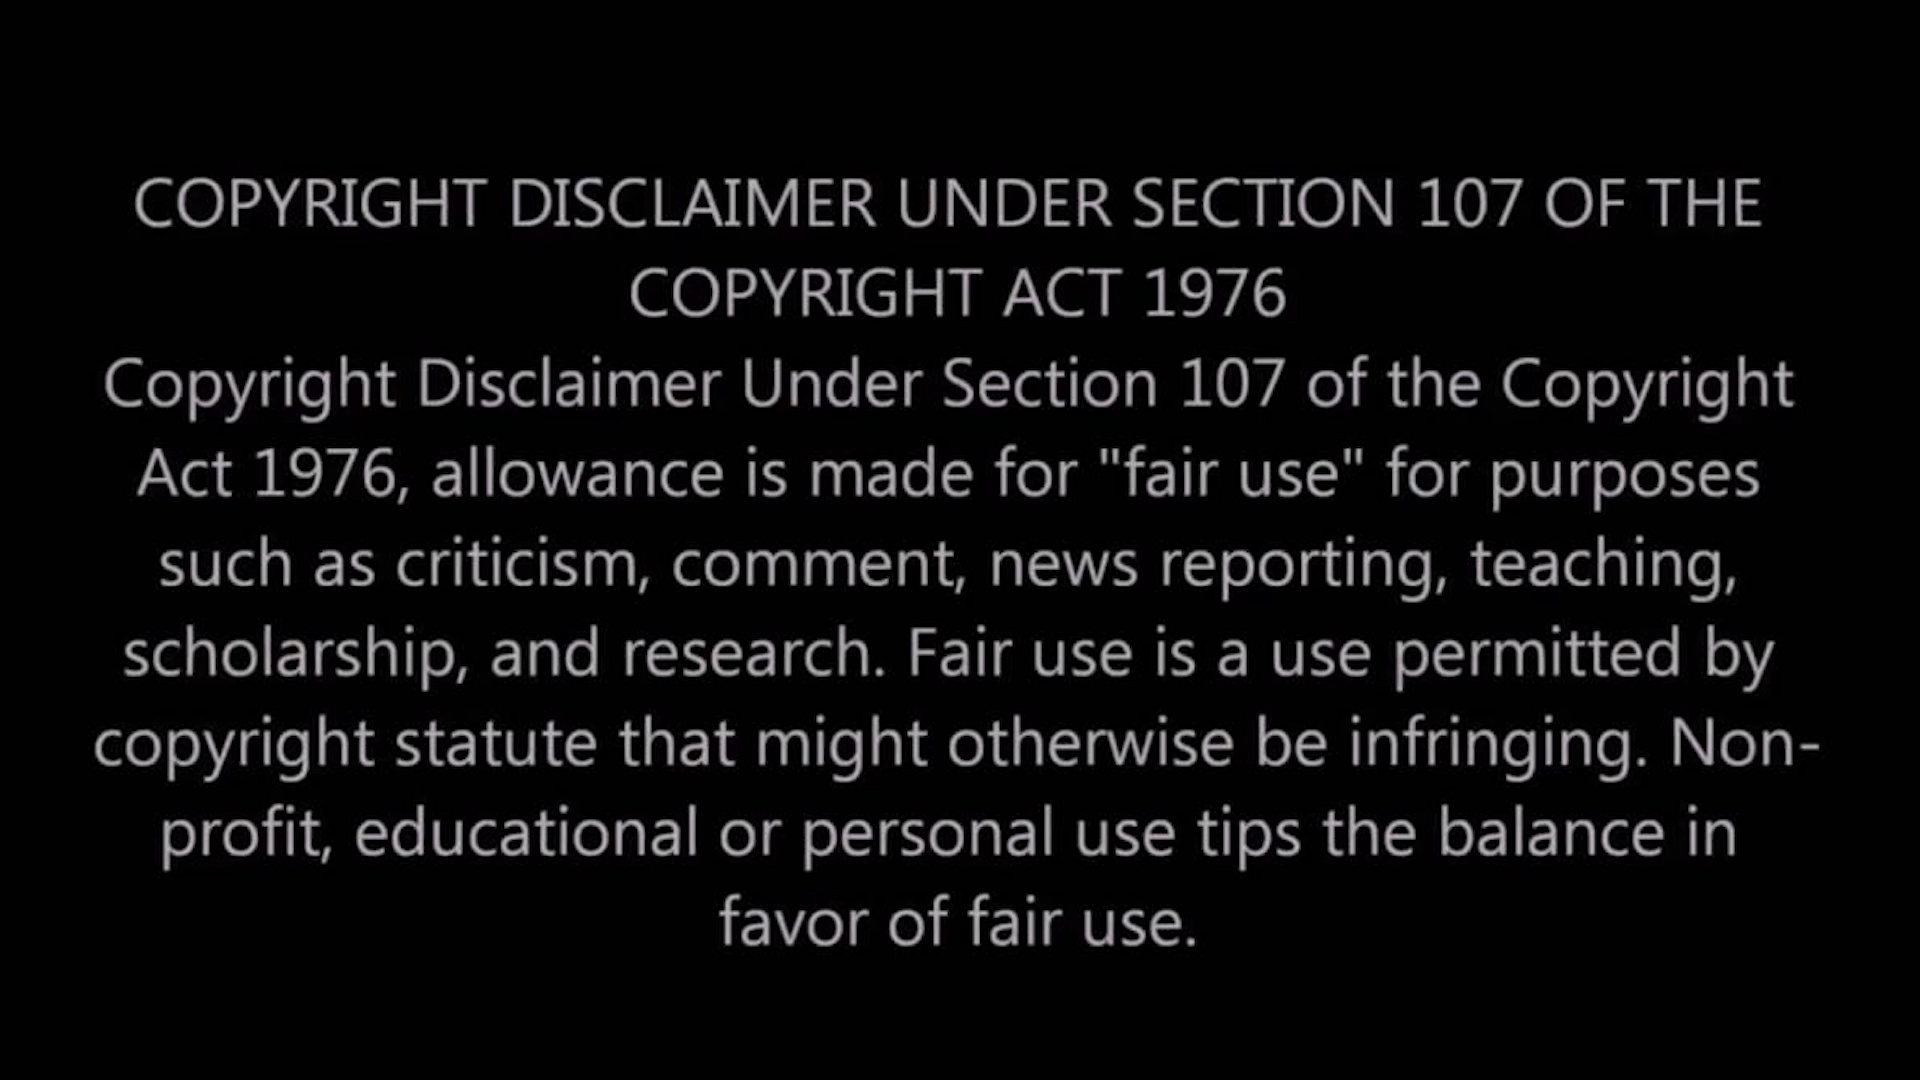 COPYRIGHT DISCLAIMER UNDER SECTION 107 OF THE
COPYRIGHT ACT 1976
Copyright Disclaimer Under Section 107 of the Copyright
Act 1976, allowance is made for "fair use" for purposes
such as criticism, comment, news reporting, teaching,
scholarship, and research. Fair use is a use permitted by
copyright statute that might otherwise be infringing. Non-
profit, educational or personal use tips the balance in
favor of fair use.